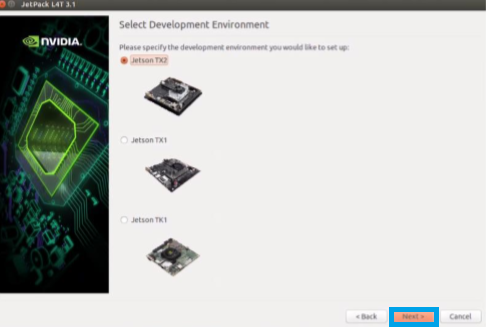 JetPack L4T 3.1
Select Development Environment
NVIDIA.
Please specify the development environment you would like to set up:
Jetson TX2
Jetson TX1
Jetson TK1
< Back
Next >
Cancel